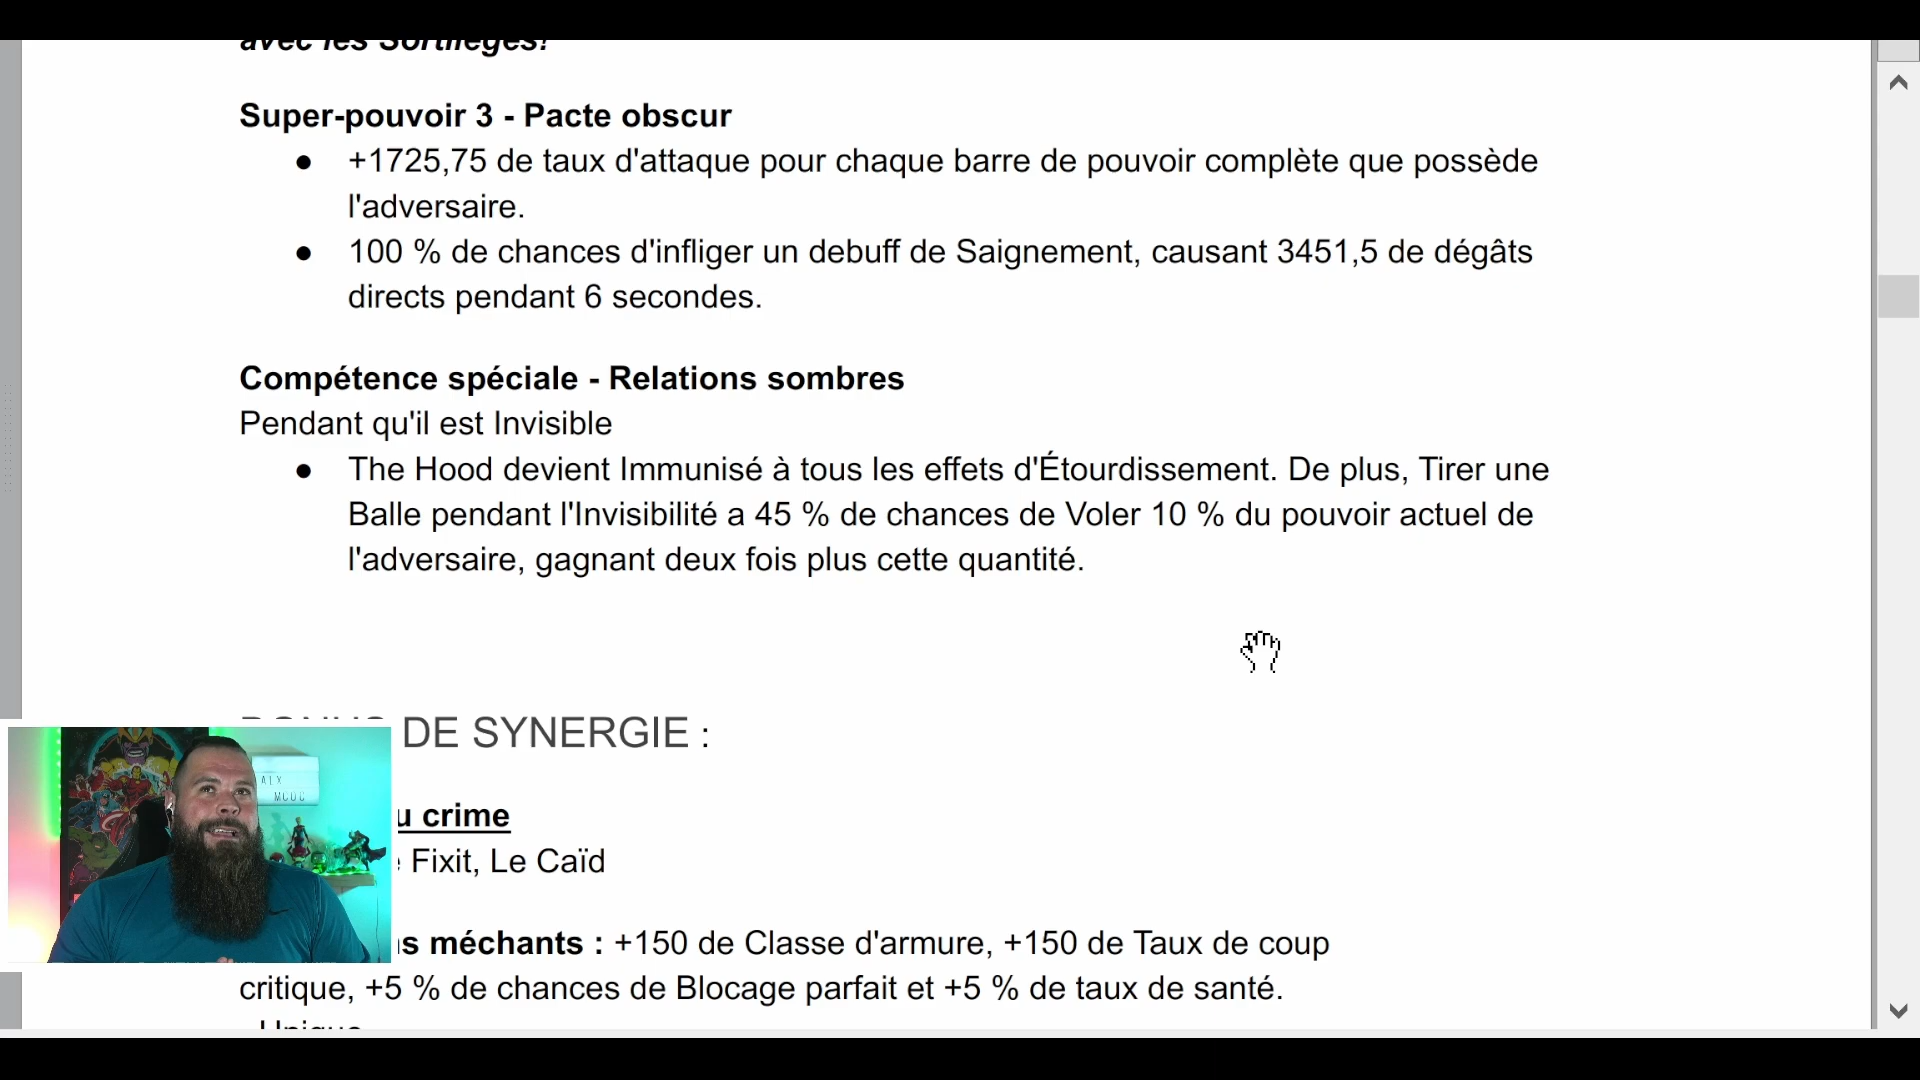 avec les Sortilèges!
Super-pouvoir 3 - Pacte obscur
● +1725,75 de taux d'attaque pour chaque barre de pouvoir complète que possède
l'adversaire.
● 100 % de chances d'infliger un debuff de Saignement, causant 3451,5 de dégâts
directs pendant 6 secondes.
Compétence spéciale - Relations sombres
Pendant qu'il est Invisible
● The Hood devient Immunisé à tous les effets d'Étourdissement. De plus, Tirer une
Balle pendant l'Invisibilité a 45 % de chances de Voler 10 % du pouvoir actuel de
l'adversaire, gagnant deux fois plus cette quantité.
DE SYNERGIE :
ALX
MCOC
u crime
Fixit, Le Caïd
s méchants : +150 de Classe d'armure, +150 de Taux de coup
critique, +5 % de chances de Blocage parfait et +5 % de taux de santé.